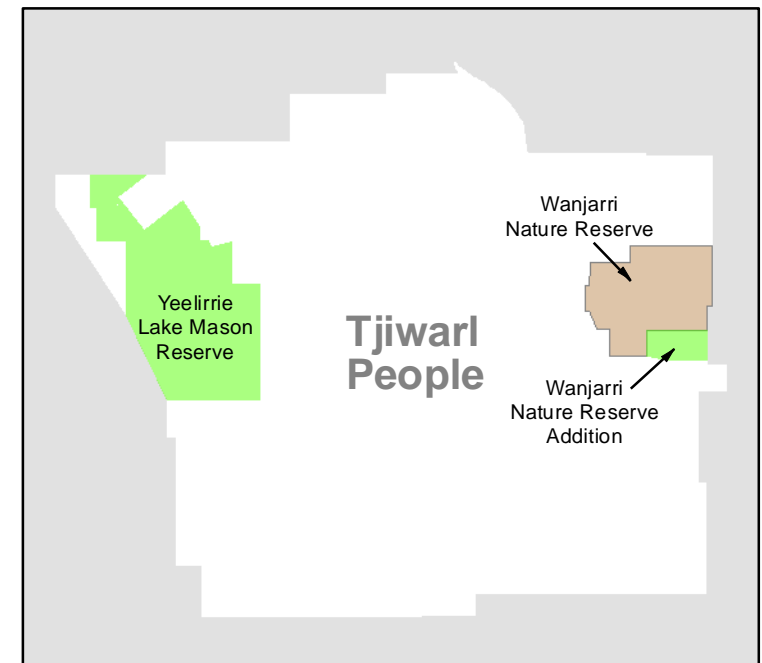 Wanjarri
Nature Reserve
Yeelirrie
Lake Mason
Reserve
Tjiwarl
People
Wanjarri
Nature Reserve
Addition